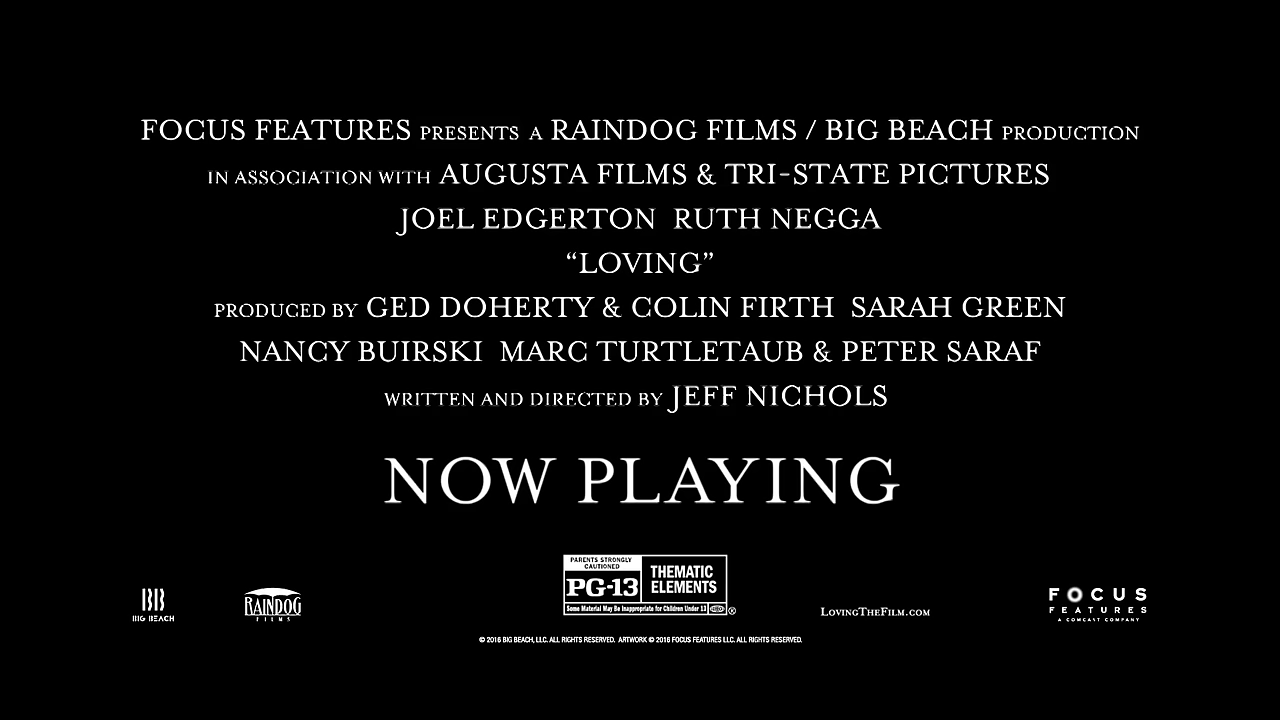 FOCUS FEATURES PRESENTS A RAINDOG FILMS / BIG BEACH PRODUCTION
IN ASSOCIATION WITH AUGUSTA FILMS & TRI-STATE PICTURES
JOEL EDGERTON RUTH NEGGA
“LOVING”
PRODUCED BY GED DOHERTY & COLIN FIRTH SARAH GREEN
NANCY BUIRSKI MARC TURTLETAUB & PETER SARAF
WRITTEN AND DIRECTED BY JEFF NICHOLS
NOW PLAYING
PARENTS STRONGLY
CAUTIONED
PG-13
THEMATIC
ELEMENTS
Some Material May Be Inappropriate for Children Under 13
®
BIG BEACH
RAINDOG
FILMS
LOVINGTHEFILM.COM
FOCUS
FEATURES
A COMCAST COMPANY
© 2016 BIG BEACH, LLC. ALL RIGHTS RESERVED. ARTWORK © 2016 FOCUS FEATURES LLC. ALL RIGHTS RESERVED.